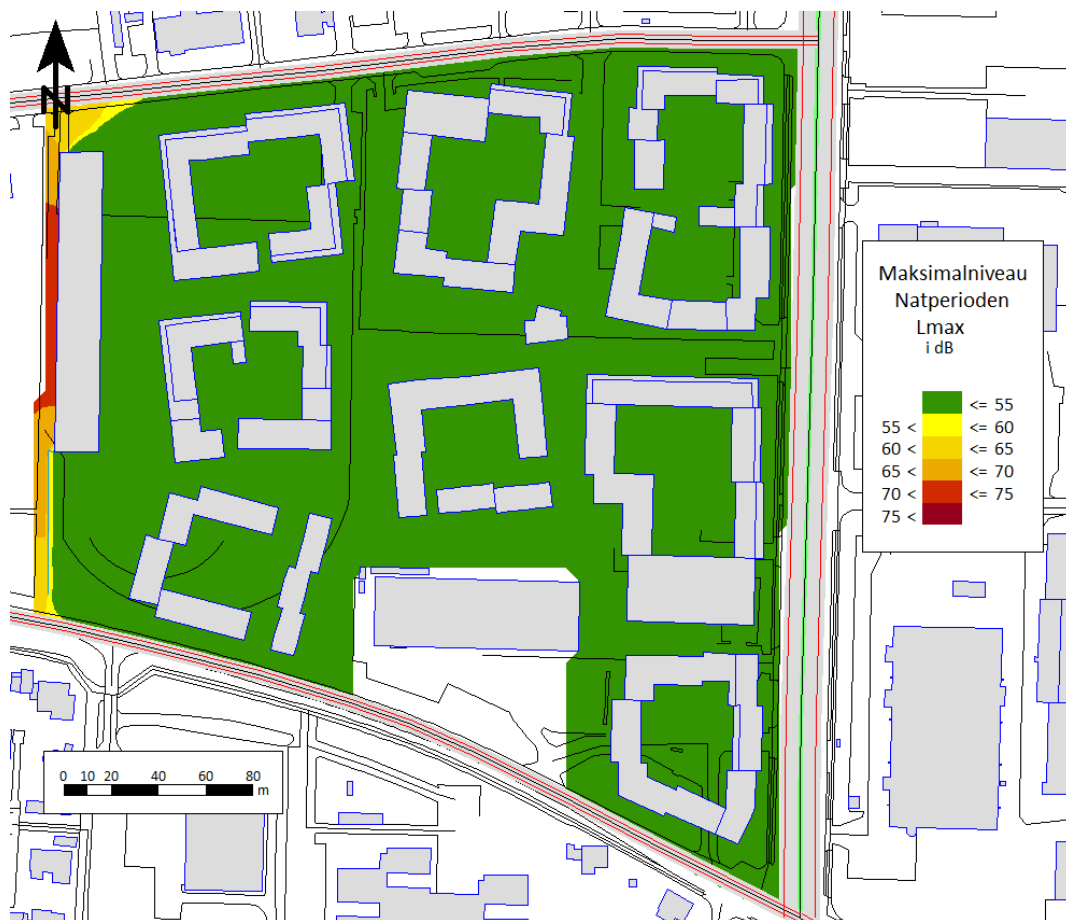 N
Maksimalniveau
Natperioden
Lmax
i dB
<= 55
55 < <= 60
60 < <= 65
65 < <= 70
70 < <= 75
75 <
0 10 20 40 60 80
m